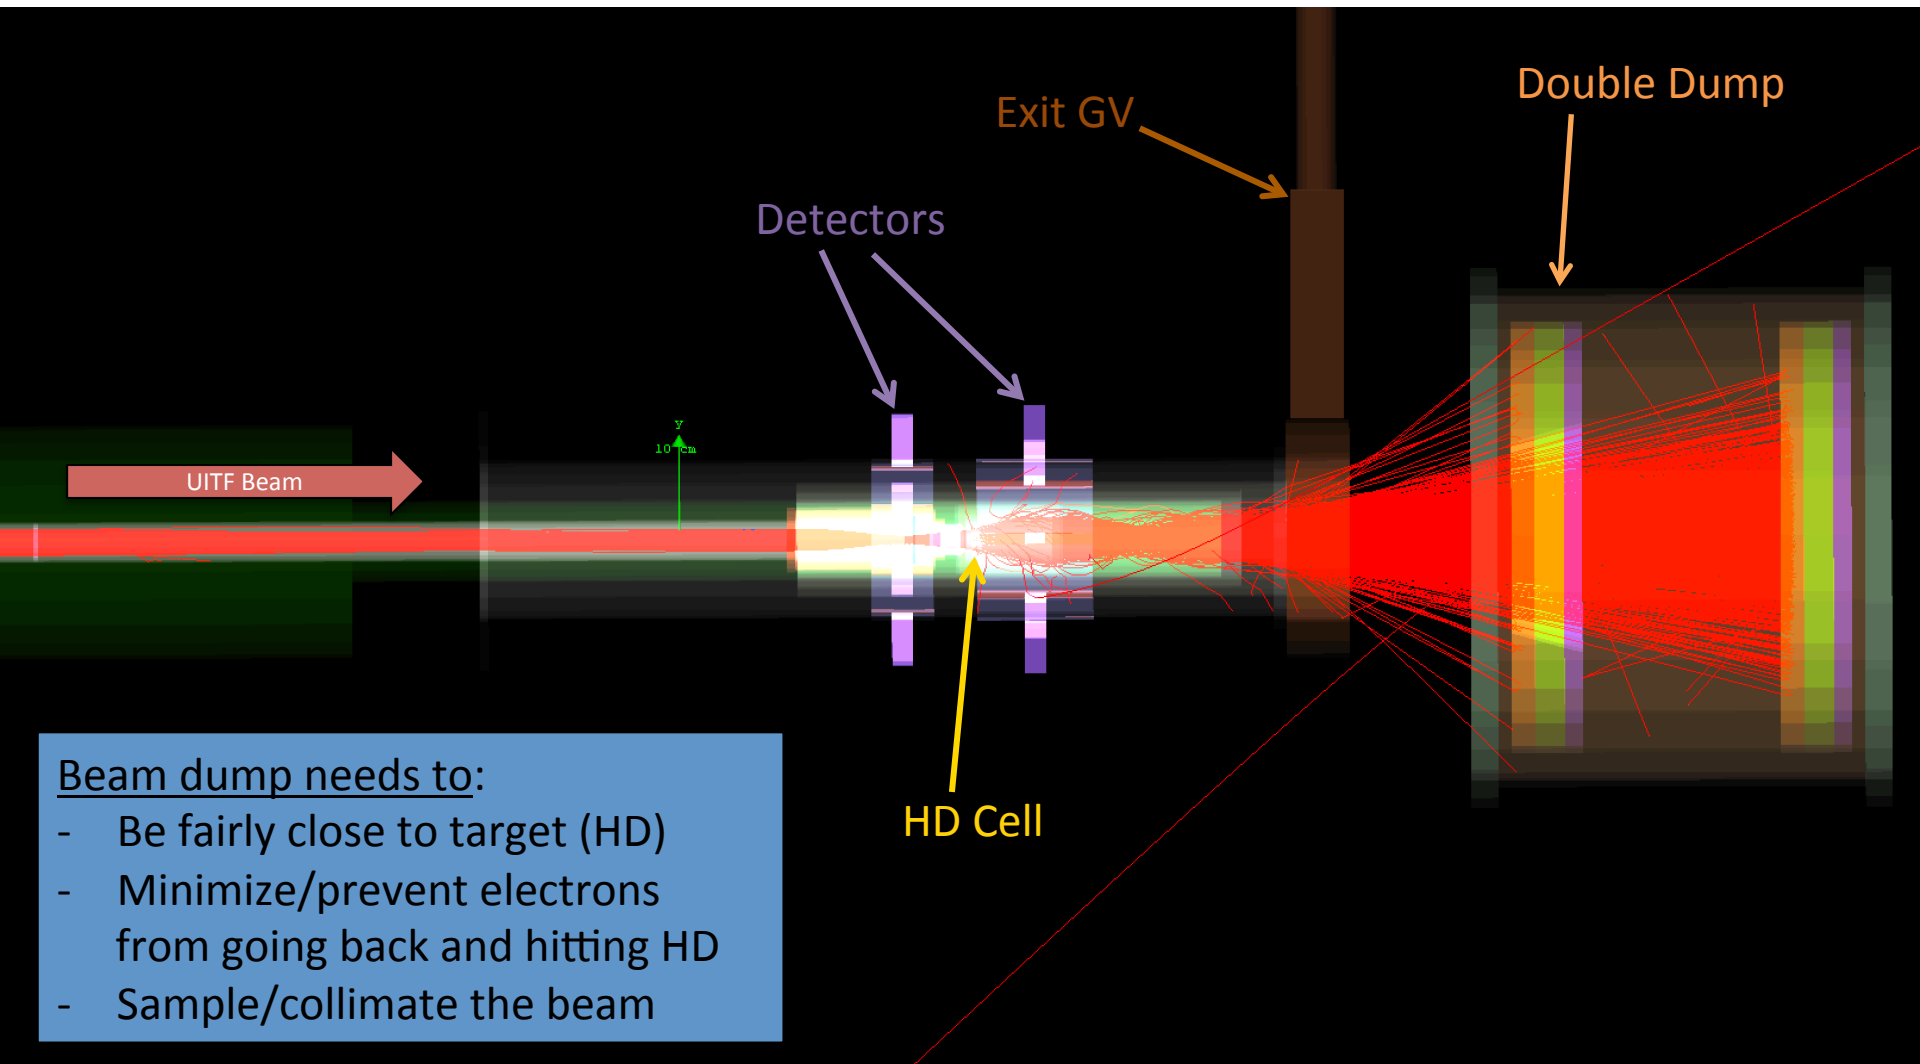 Double Dump
Exit GV
Detectors
y
10 cm
UITF Beam
HD Cell
Beam dump needs to:
- Be fairly close to target (HD)
- Minimize/prevent electrons
from going back and hitting HD
- Sample/collimate the beam